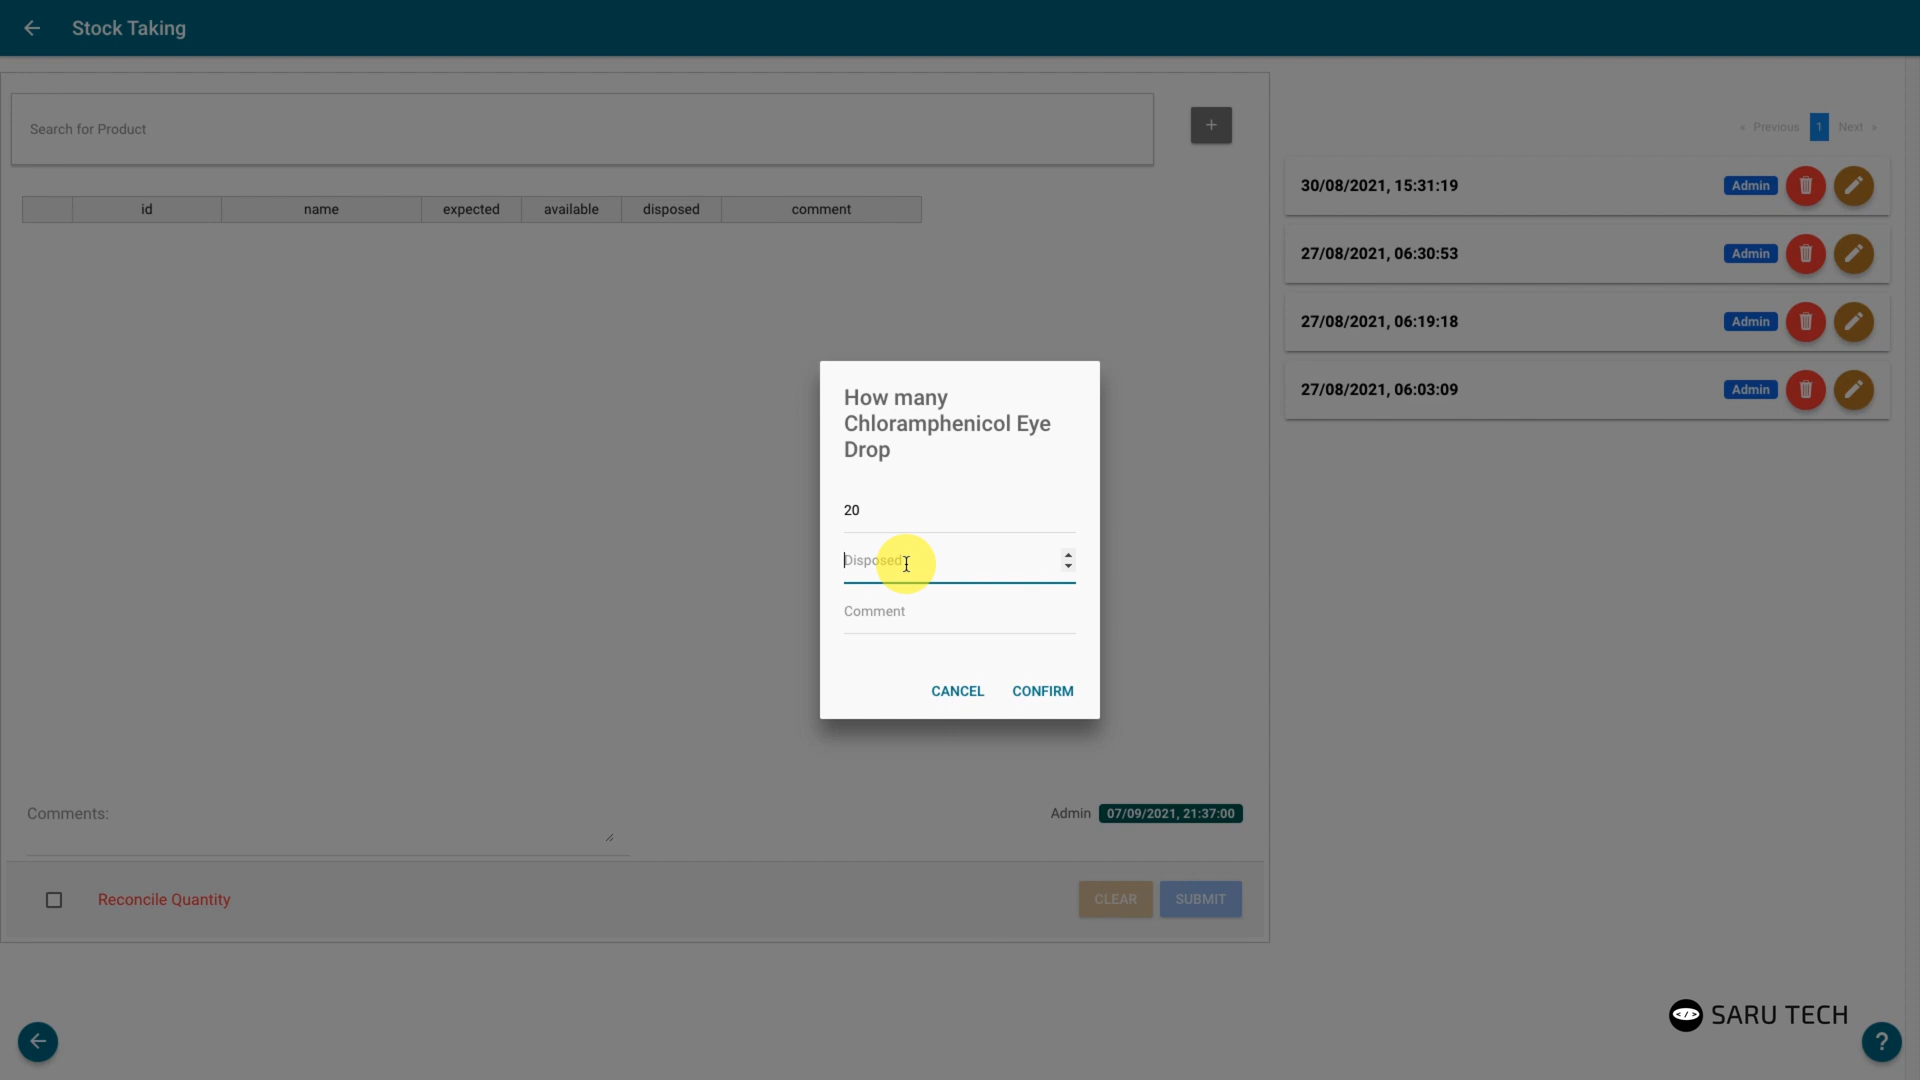 Stock Taking
Search for Product
+
« Previous 1 Next »
id name expected available disposed comment
30/08/2021, 15:31:19 Admin
27/08/2021, 06:30:53 Admin
27/08/2021, 06:19:18 Admin
27/08/2021, 06:03:09 Admin
How many
Chloramphenicol Eye
Drop
20
Disposed
Comment
CANCEL CONFIRM
Comments:
Admin 07/09/2021, 21:37:00
Reconcile Quantity
CLEAR SUBMIT
</> SARU TECH
?